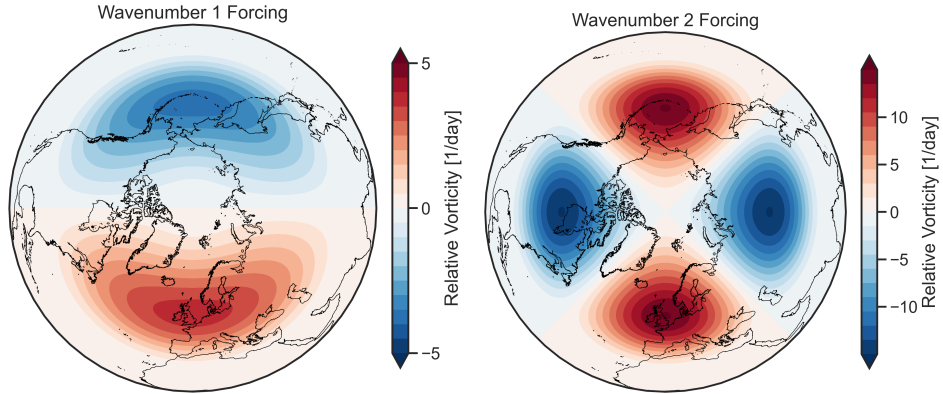 Wavenumber 1 Forcing
5
0
−5
Relative Vorticity [1/day]
Wavenumber 2 Forcing
10
5
0
−5
−10
Relative Vorticity [1/day]